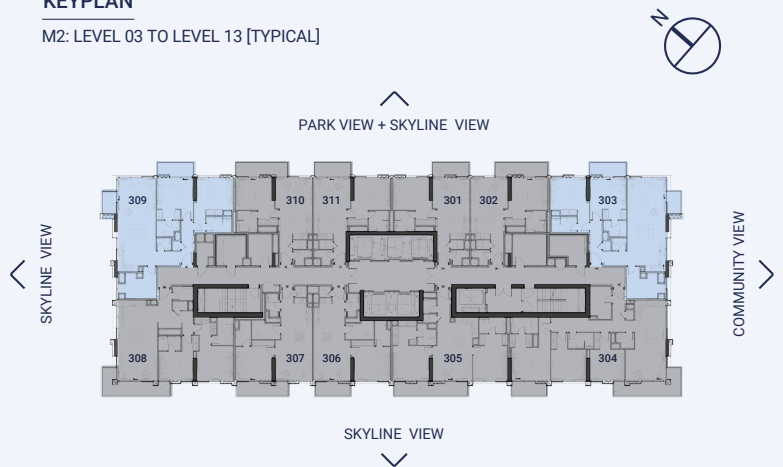 KEYPLAN
M2: LEVEL 03 TO LEVEL 13 [TYPICAL]
N
PARK VIEW + SKYLINE VIEW
309
310
311
301
302
303
SKYLINE VIEW
COMMUNITY VIEW
308
307
306
305
304
SKYLINE VIEW